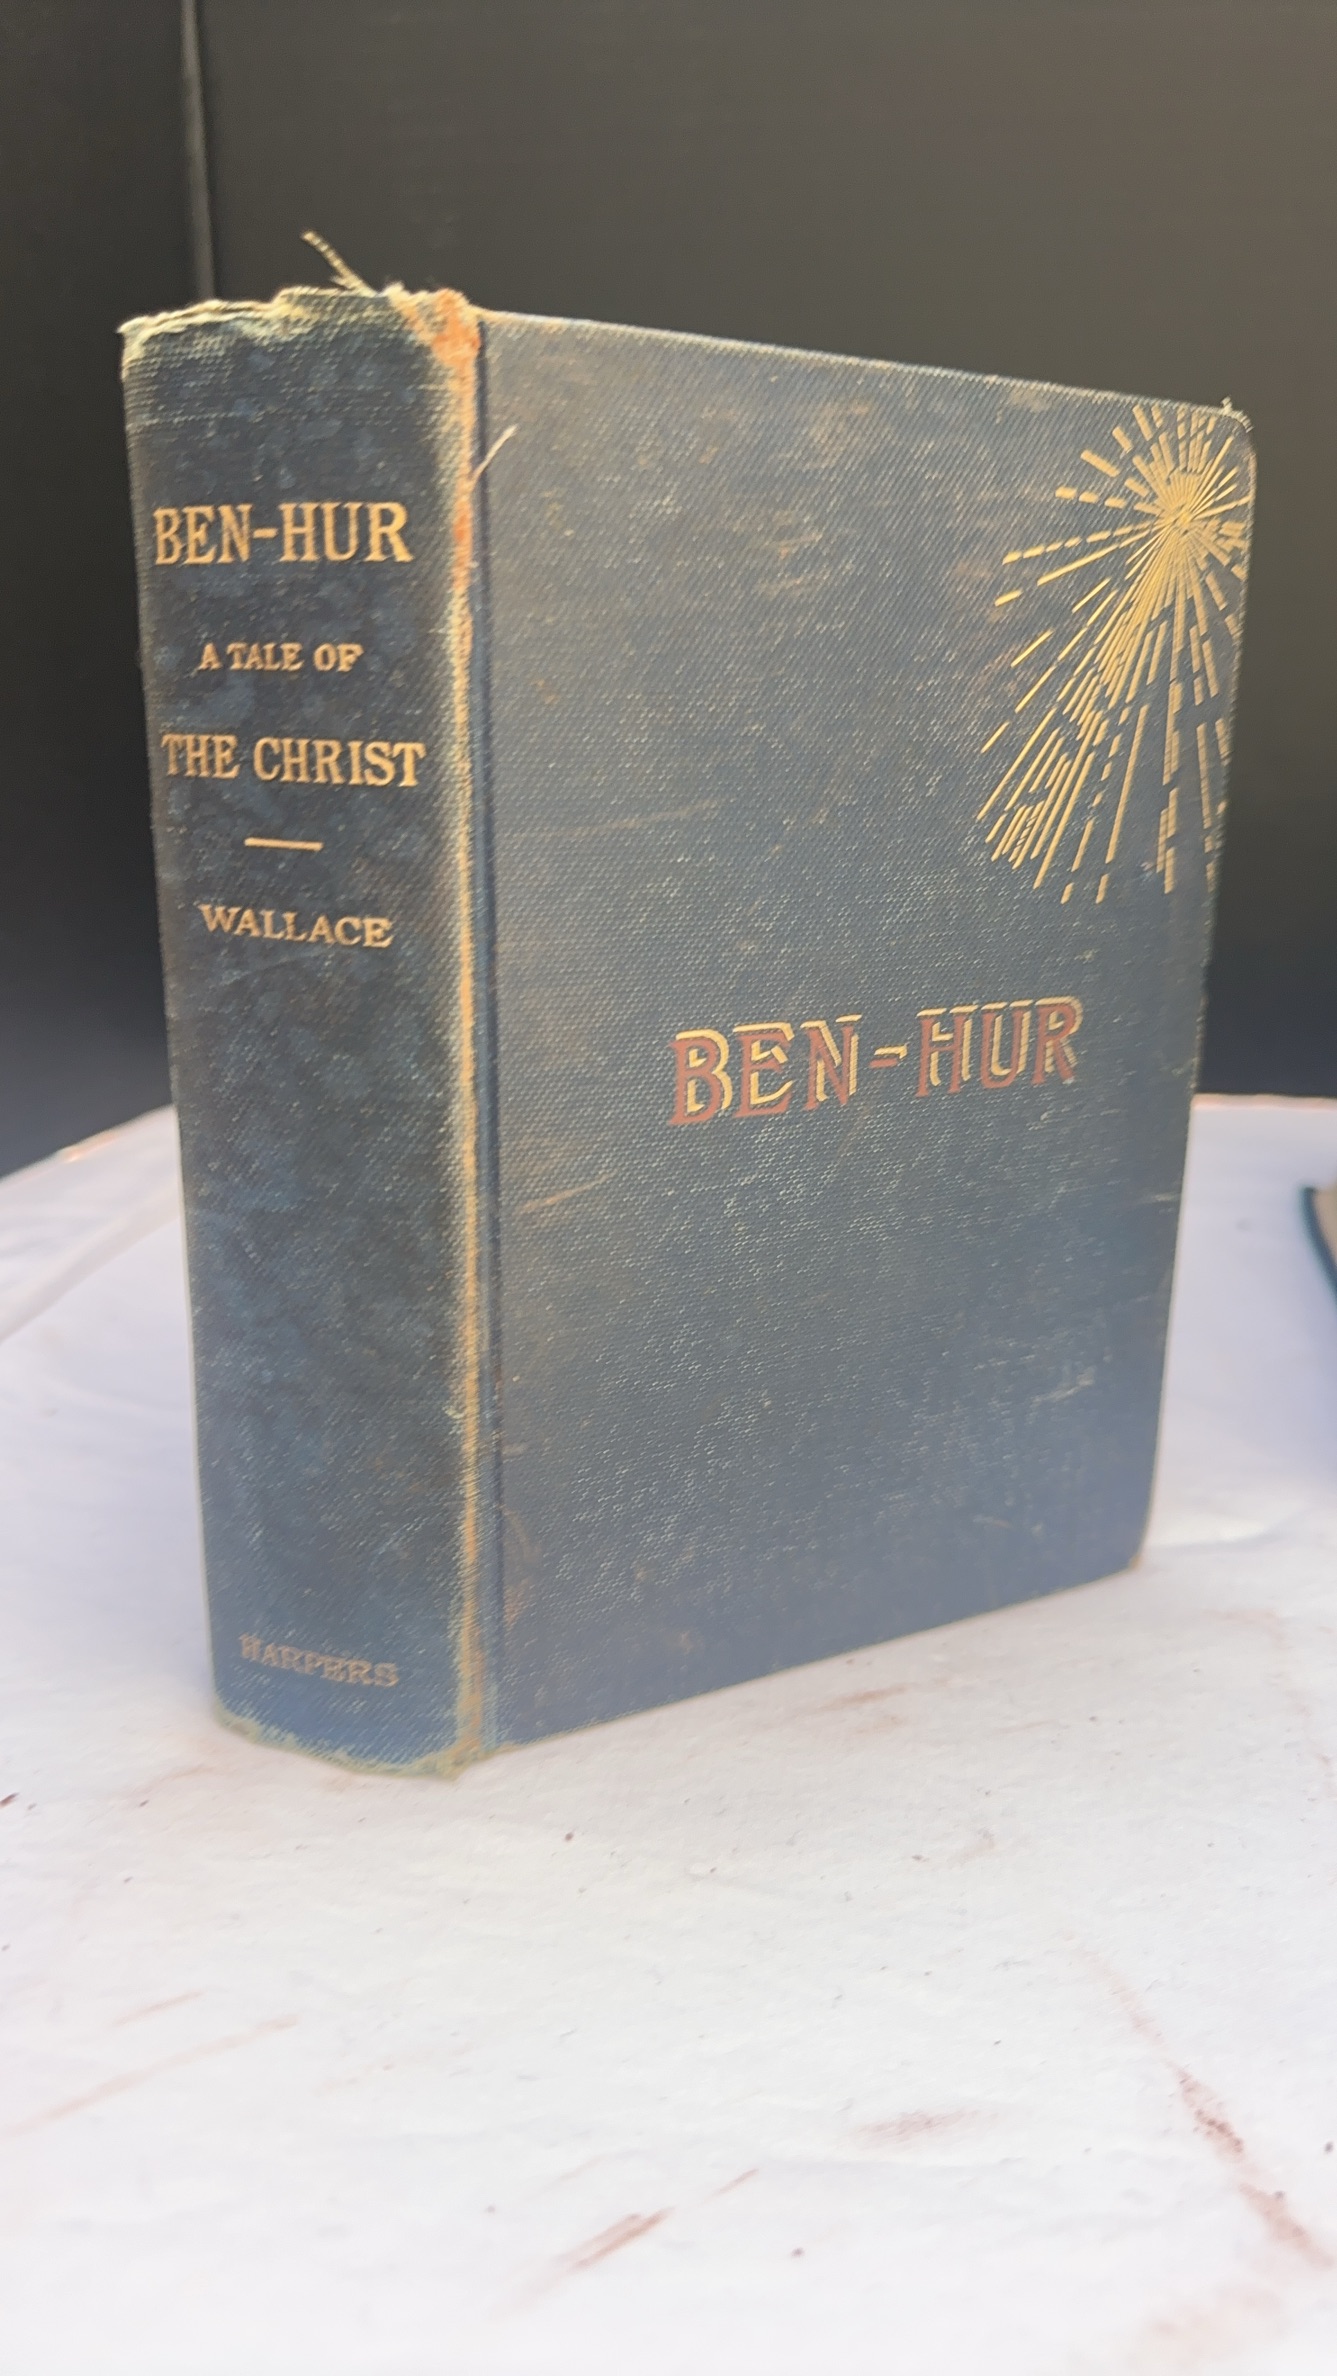 BEN-HUR
A TALE OF
THE CHRIST
WALLACE
HARPERS
BEN-HUR